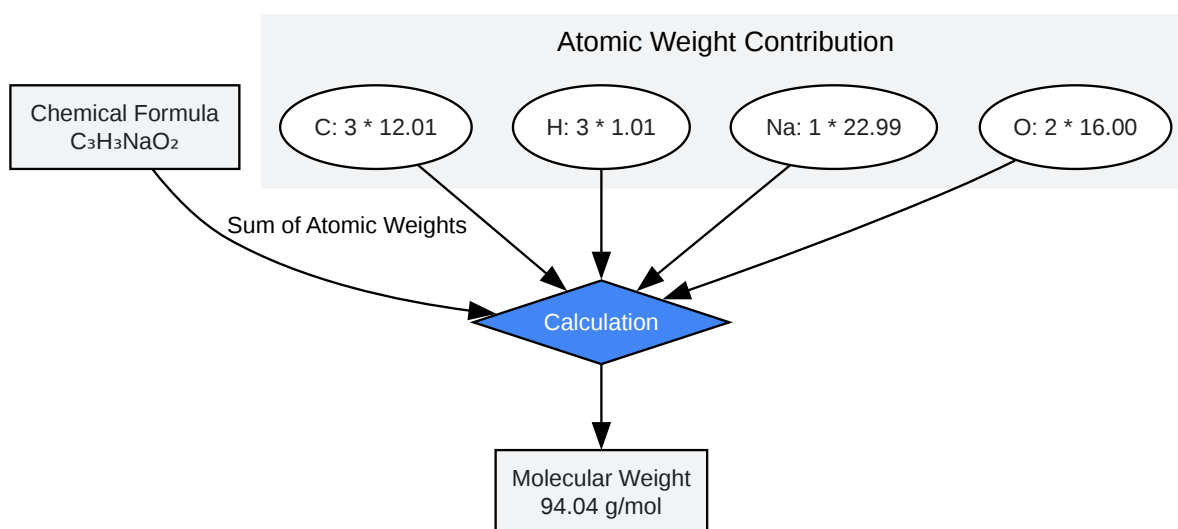 Atomic Weight Contribution
Chemical Formula
C₃H₃NaO₂
C: 3 * 12.01
H: 3 * 1.01
Na: 1 * 22.99
O: 2 * 16.00
Sum of Atomic Weights
Calculation
Molecular Weight
94.04 g/mol